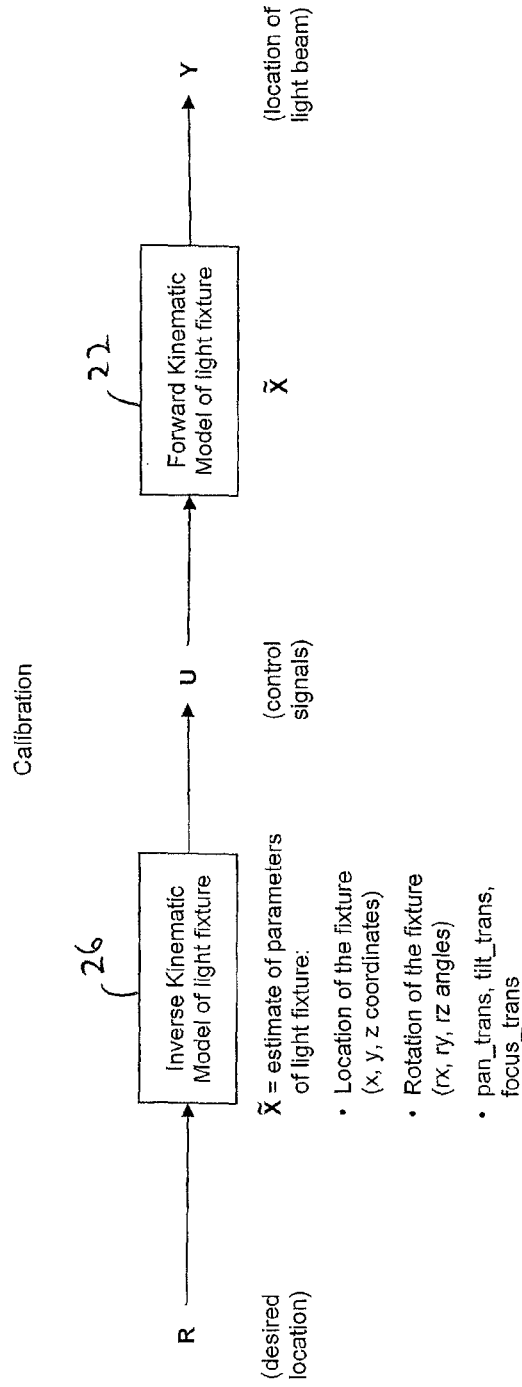 Calibration
R
(desired
location)
26
Inverse Kinematic
Model of light fixture
X̃ = estimate of parameters
of light fixture:
• Location of the fixture
(x, y, z coordinates)
• Rotation of the fixture
(rx, ry, rz angles)
• pan_trans, tilt_trans,
focus_trans
U
(control
signals)
22
Forward Kinematic
Model of light fixture
X̃
Y
(location of
light beam)